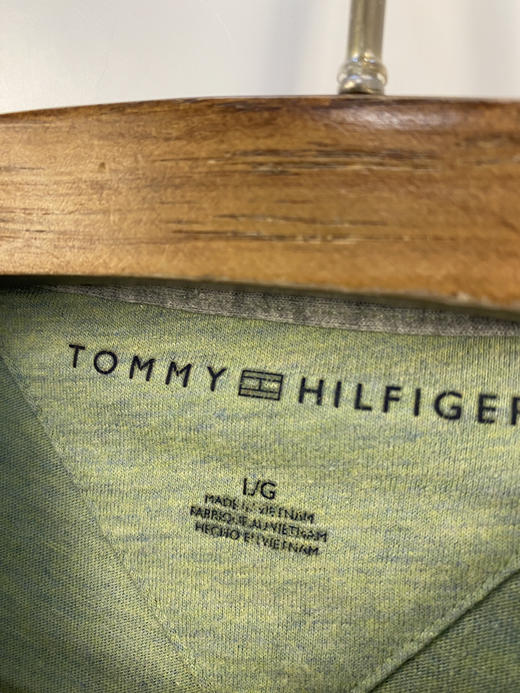 TOMMY HILFIGER
L/G
MADE IN VIETNAM
FABRIQUÉ AU VIETNAM
HECHO EN VIETNAM